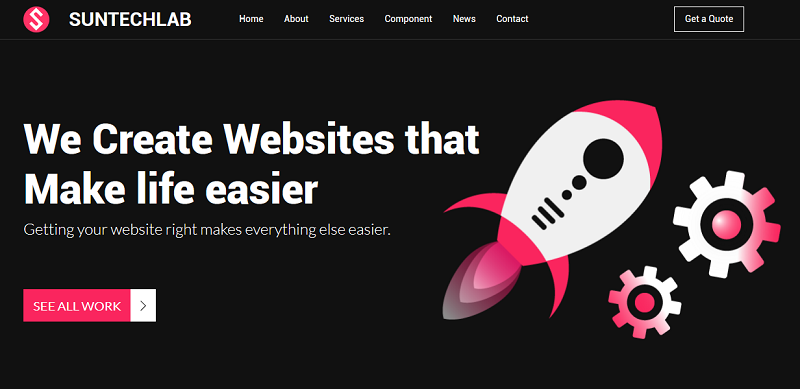 SUNTECHLAB
Home About Services Component News Contact
Get a Quote
We Create Websites that
Make life easier
Getting your website right makes everything else easier.
SEE ALL WORK